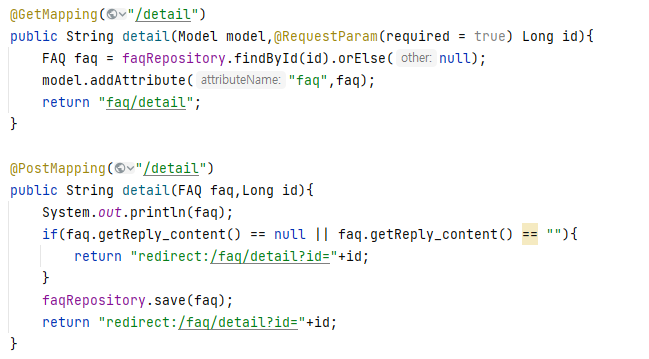 @GetMapping("/detail")
public String detail(Model model,@RequestParam(required = true) Long id){
    FAQ faq = faqRepository.findById(id).orElse( other: null);
    model.addAttribute( attributeName: "faq",faq);
    return "faq/detail";
}

@PostMapping("/detail")
public String detail(FAQ faq,Long id){
    System.out.println(faq);
    if(faq.getReply_content() == null || faq.getReply_content() == ""){
        return "redirect:/faq/detail?id="+id;
    }
    faqRepository.save(faq);
    return "redirect:/faq/detail?id="+id;
}